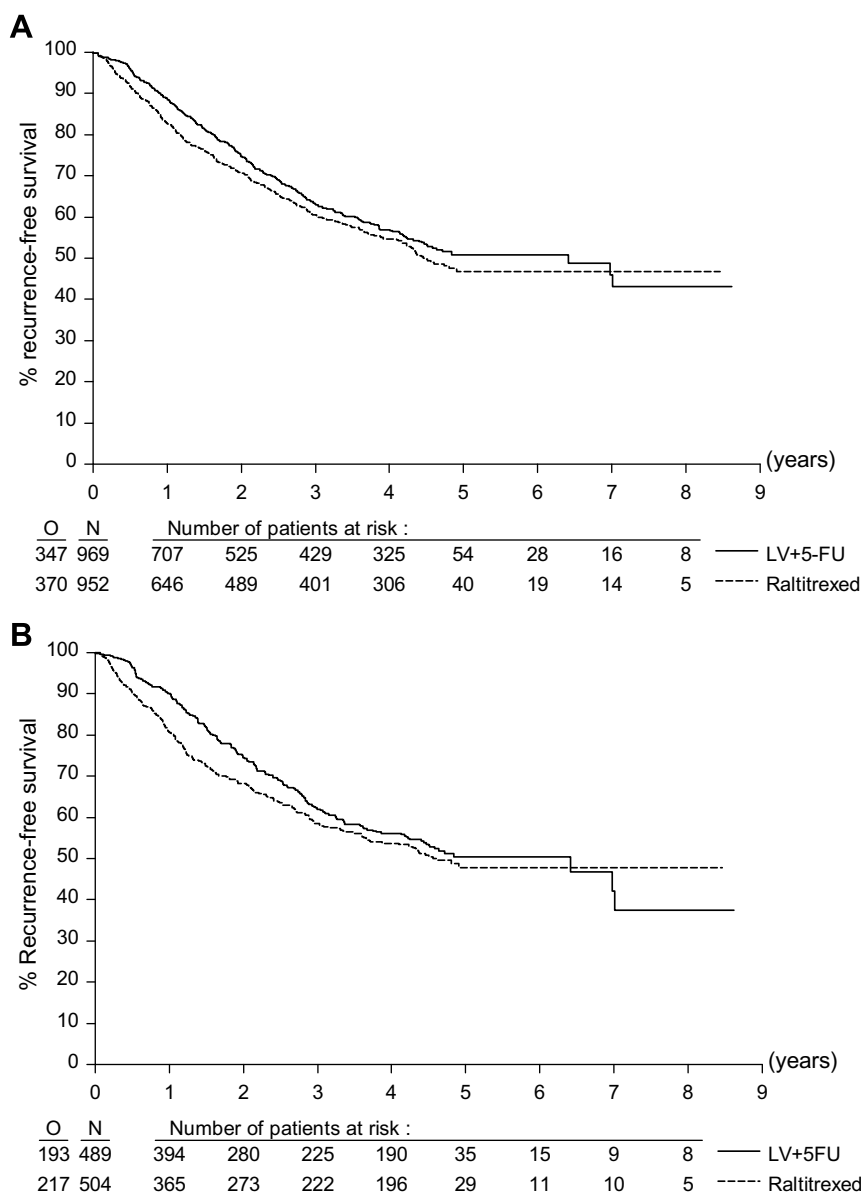 A
100
90
80
70
60
50
40
30
20
10
0
% recurrence-free survival
(years)
0 1 2 3 4 5 6 7 8 9
O N Number of patients at risk :
347 969 707 525 429 325 54 28 16 8 LV+5-FU
370 952 646 489 401 306 40 19 14 5 Raltitrexed
B
100
90
80
70
60
50
40
30
20
10
0
% Recurrence-free survival
(years)
0 1 2 3 4 5 6 7 8 9
O N Number of patients at risk :
193 489 394 280 225 190 35 15 9 8 LV+5FU
217 504 365 273 222 196 29 11 10 5 Raltitrexed